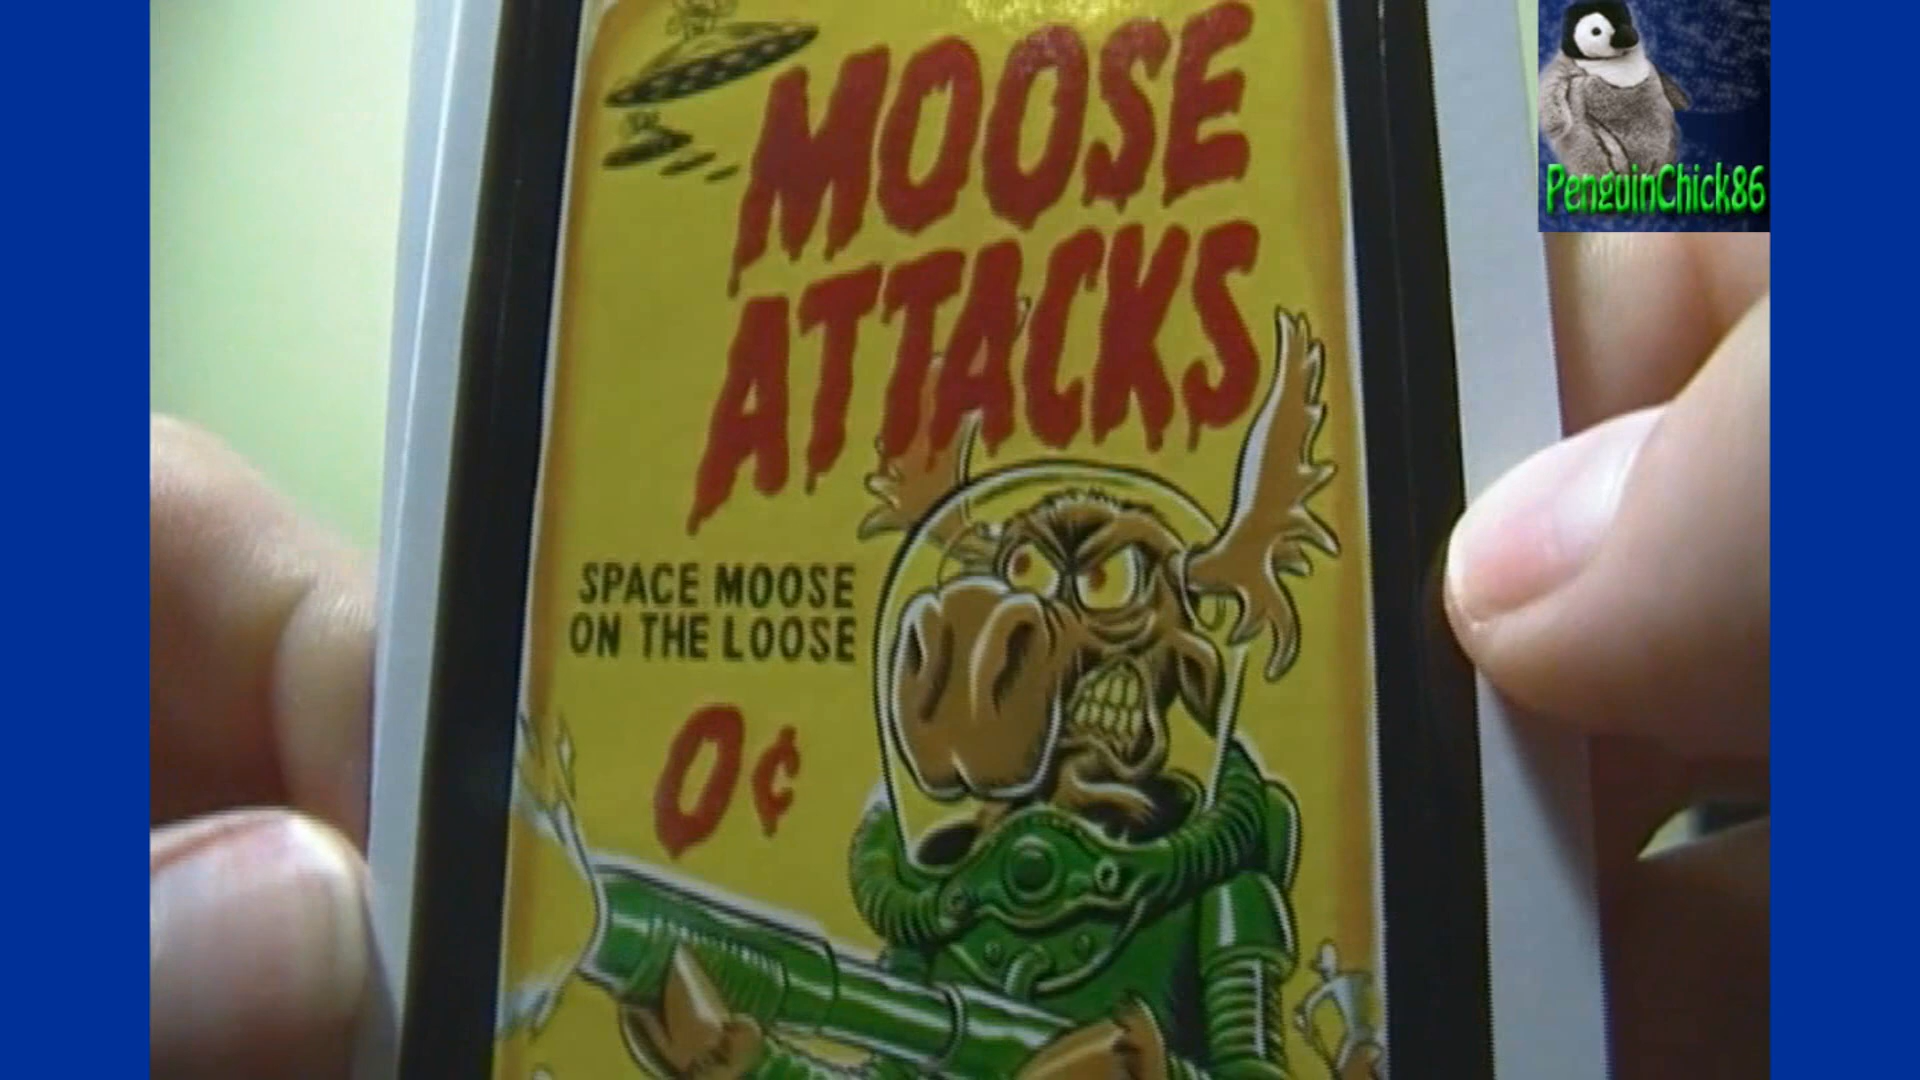 MOOSE
ATTACKS
SPACE MOOSE
ON THE LOOSE
0¢
PenguinChick86